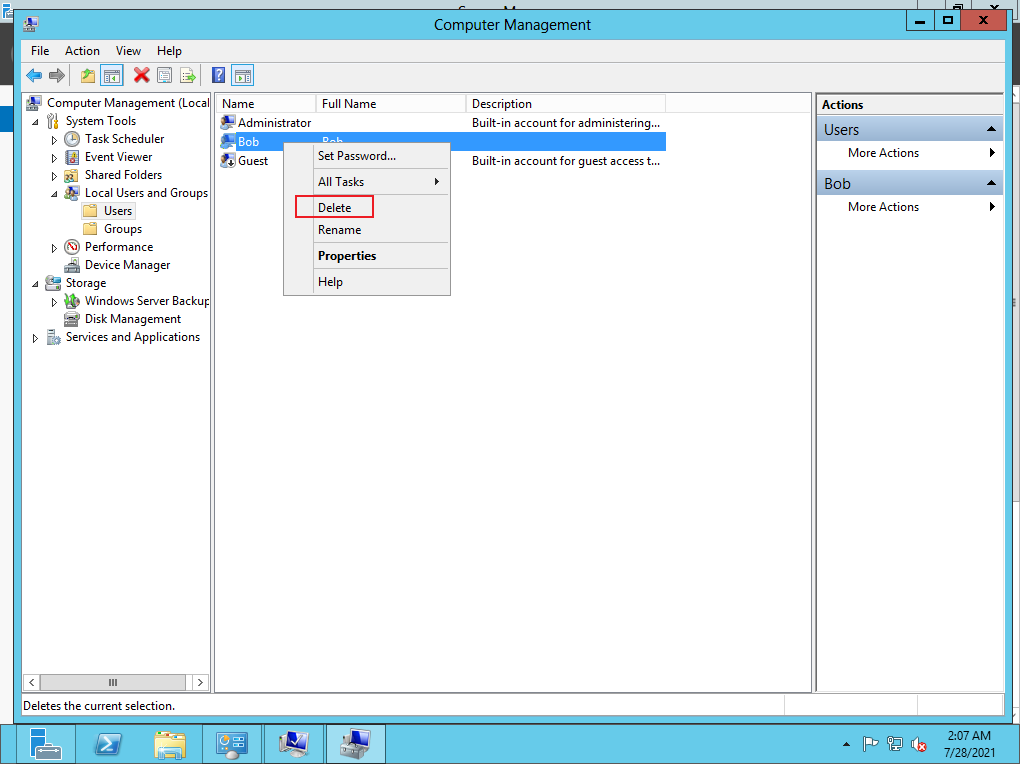 Computer Management
File Action View Help
Computer Management (Local
System Tools
Task Scheduler
Event Viewer
Shared Folders
Local Users and Groups
Users
Groups
Performance
Device Manager
Storage
Windows Server Backup
Disk Management
Services and Applications
Name Full Name Description
Administrator Built-in account for administering...
Bob Bob
Guest Built-in account for guest access t...
Set Password...
All Tasks
Delete
Rename
Properties
Help
Actions
Users
More Actions
Bob
More Actions
Deletes the current selection.
2:07 AM
7/28/2021